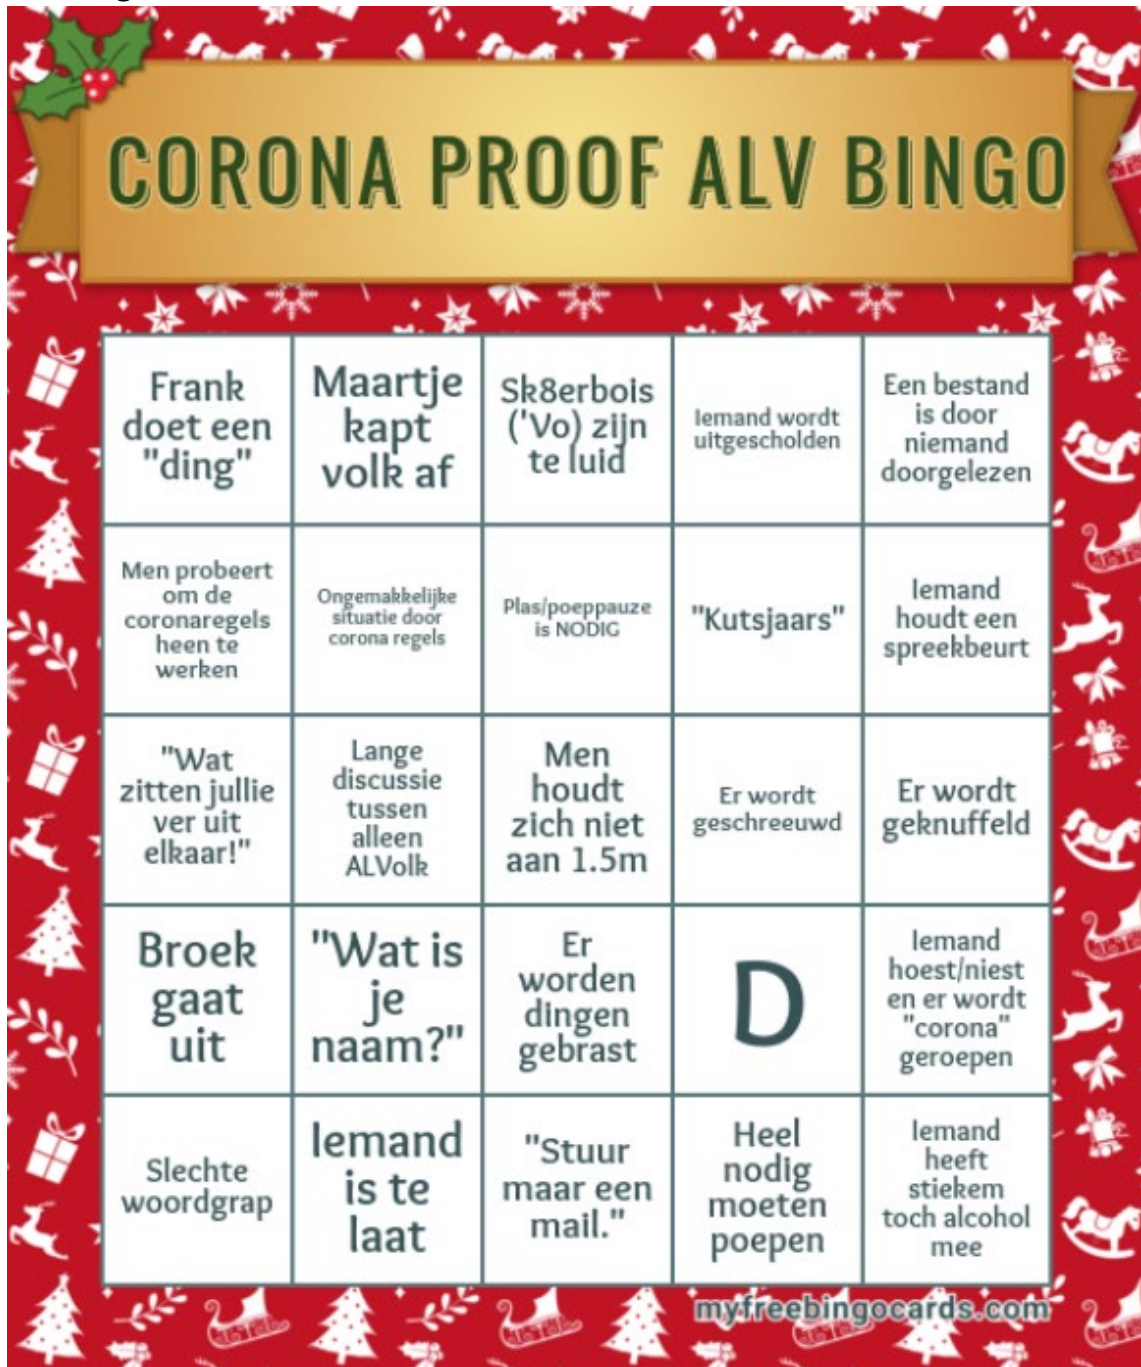 CORONA PROOF ALV BINGO
Frank
doet een
"ding"
Maartje
kapt
volk af
Sk8erbois
('Vo) zijn
te luid
Iemand wordt
uitgescholden
Een bestand
is door
niemand
doorgelezen
Men probeert
om de
coronaregels
heen te
werken
Ongemakkelijke
situatie door
corona regels
Plas/poeppauze
is NODIG
"Kutsjaars"
Iemand
houdt een
spreekbeurt
"Wat
zitten jullie
ver uit
elkaar!"
Lange
discussie
tussen
alleen
ALVolk
Men
houdt
zich niet
aan 1.5m
Er wordt
geschreeuwd
Er wordt
geknuffeld
Broek
gaat
uit
"Wat is
je
naam?"
Er
worden
dingen
gebrast
D
Iemand
hoest/niest
en er wordt
"corona"
geroepen
Slechte
woordgrap
Iemand
is te
laat
"Stuur
maar een
mail."
Heel
nodig
moeten
poepen
Iemand
heeft
stiekem
toch alcohol
mee
myfreebingocards.com